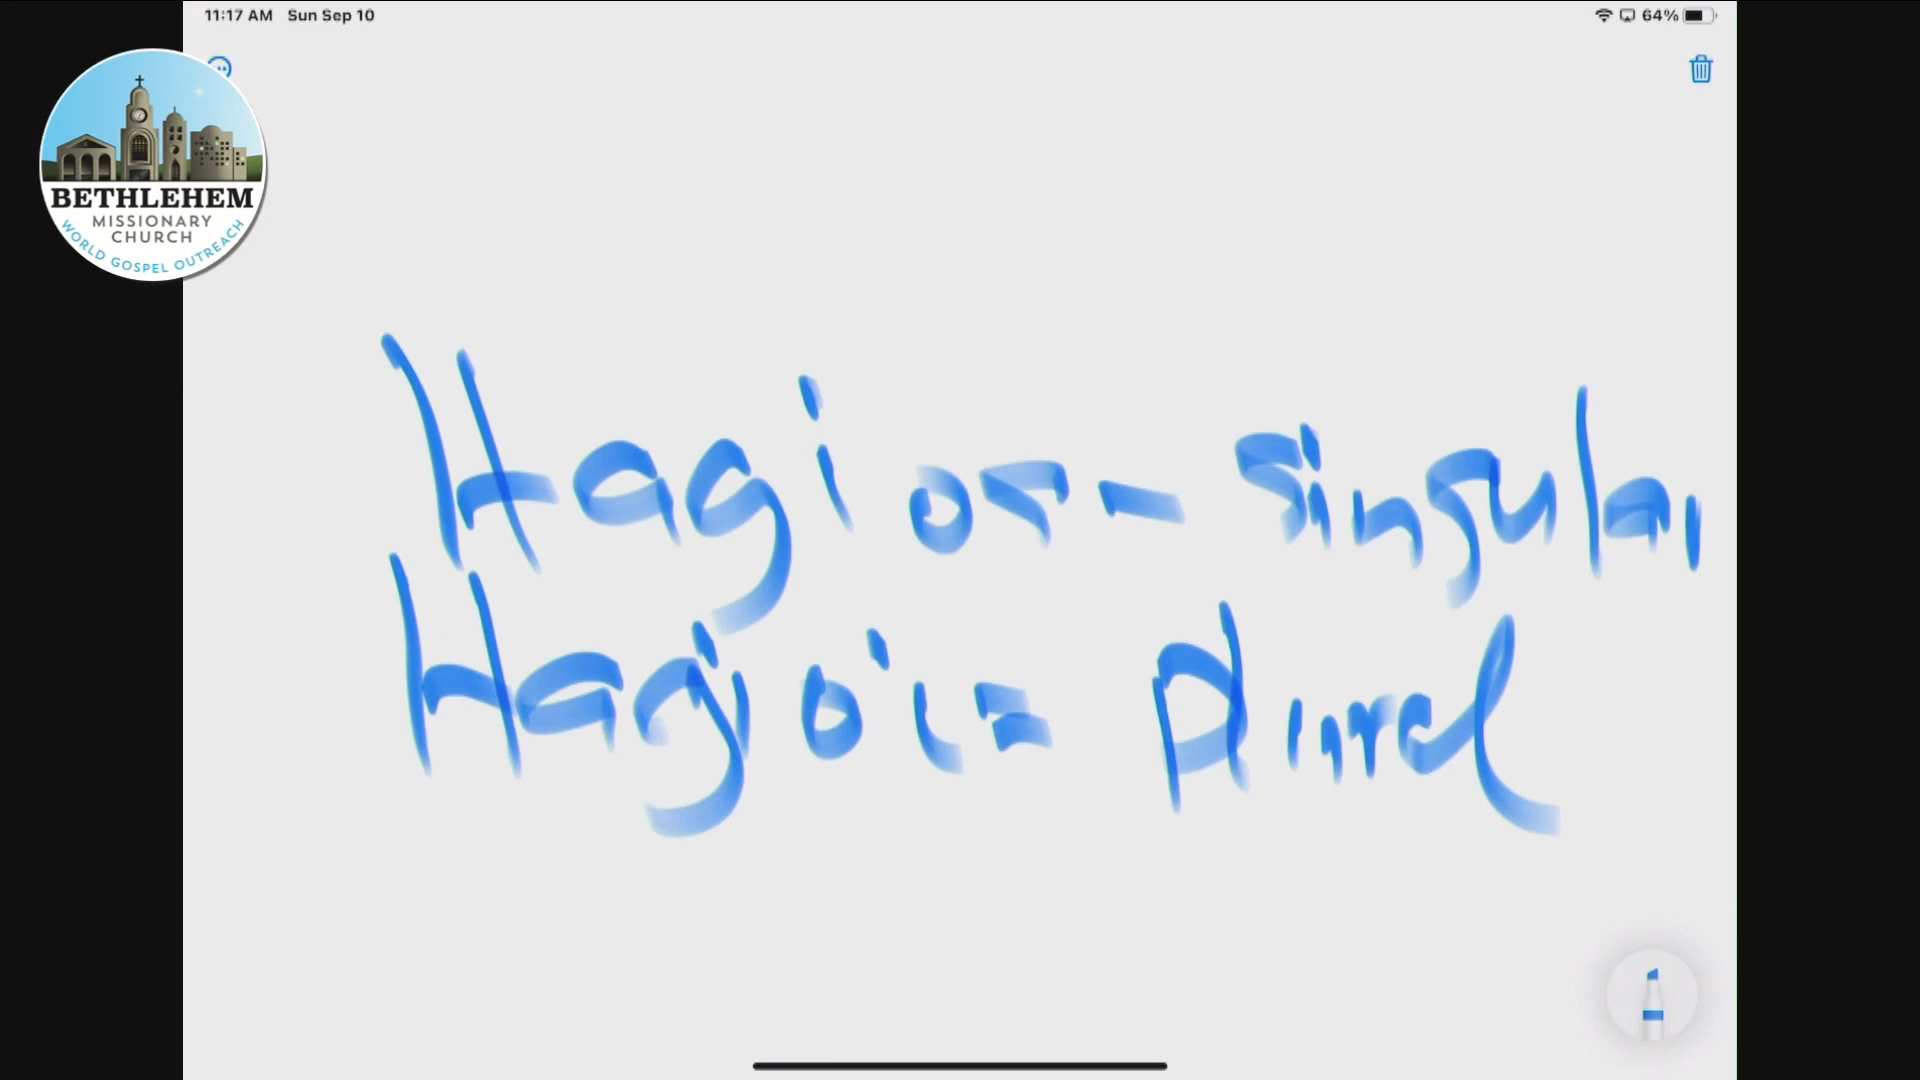 11:17 AM Sun Sep 10
64%
BETHLEHEM
MISSIONARY
CHURCH
WORLD GOSPEL OUTREACH
Hagios - Singular
Hagioi = Plural